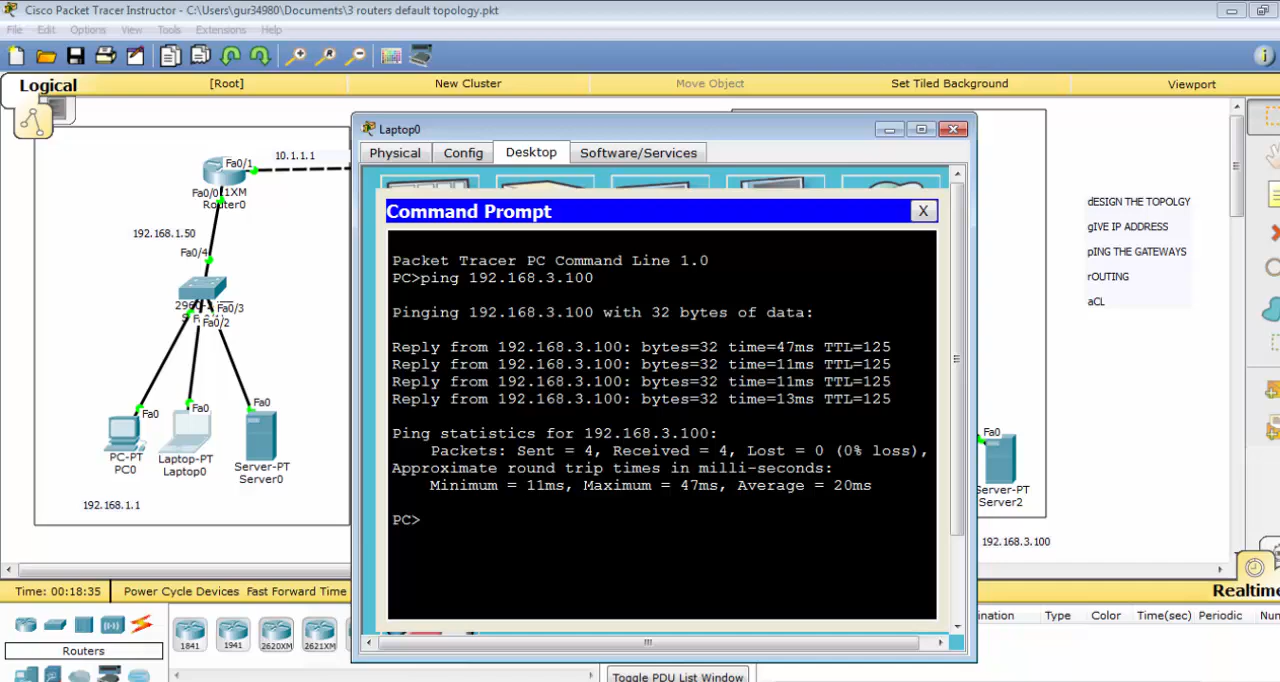 Cisco Packet Tracer Instructor - C:\Users\gur34980\Documents\3 routers default topology.pkt
File Edit Options View Tools Extensions Help
Logical
[Root]
New Cluster
Move Object
Set Tiled Background
Viewport
Fa0/1
10.1.1.1
Router0
192.168.1.50
Fa0/4
Fa0/3
Fa0/2
Fa0
Fa0
Fa0
PC-PT
PC0
Laptop-PT
Laptop0
Server-PT
Server0
192.168.1.1
Laptop0
Physical Config Desktop Software/Services
Command Prompt
X
Packet Tracer PC Command Line 1.0
PC>ping 192.168.3.100
Pinging 192.168.3.100 with 32 bytes of data:
Reply from 192.168.3.100: bytes=32 time=47ms TTL=125
Reply from 192.168.3.100: bytes=32 time=11ms TTL=125
Reply from 192.168.3.100: bytes=32 time=11ms TTL=125
Reply from 192.168.3.100: bytes=32 time=13ms TTL=125
Ping statistics for 192.168.3.100:
Packets: Sent = 4, Received = 4, Lost = 0 (0% loss),
Approximate round trip times in milli-seconds:
Minimum = 11ms, Maximum = 47ms, Average = 20ms
PC>
dESIGN THE TOPOLGY
gIVE IP ADDRESS
pING THE GATEWAYS
rOUTING
aCL
Fa0
Server-PT
Server2
192.168.3.100
Time: 00:18:35
Power Cycle Devices Fast Forward Time
Realtime
Routers
1841
1941
2620XM
2621XM
ination Type Color Time(sec) Periodic Num
Toggle PDU List Window